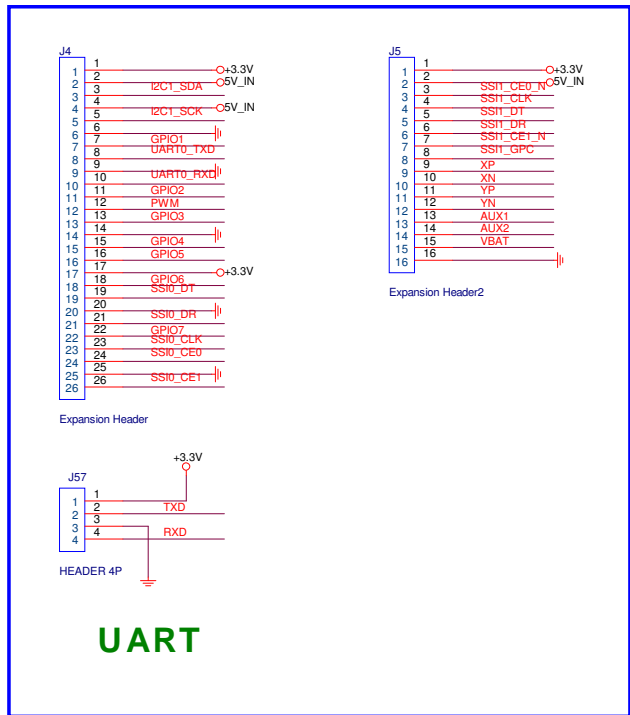 J4
1 1 +3.3V
2 2 5V_IN
3 3 I2C1_SDA
4 4 5V_IN
5 5 I2C1_SCK
6 6
7 7 GPIO1
8 8 UART0_TXD
9 9
10 10 UART0_RXD
11 11 GPIO2
12 12 PWM
13 13 GPIO3
14 14
15 15 GPIO4
16 16 GPIO5
17 17 +3.3V
18 18 GPIO6
19 19 SSI0_DT
20 20
21 21 SSI0_DR
22 22 GPIO7
23 23 SSI0_CLK
24 24 SSI0_CE0
25 25
26 26 SSI0_CE1
Expansion Header
J5
1 1 +3.3V
2 2 5V_IN
3 3 SSI1_CE0_N
4 4 SSI1_CLK
5 5 SSI1_DT
6 6 SSI1_DR
7 7 SSI1_CE1_N
8 8 SSI1_GPC
9 9 XP
10 10 XN
11 11 YP
12 12 YN
13 13 AUX1
14 14 AUX2
15 15 VBAT
16 16
Expansion Header2
+3.3V
J57
1 1
2 2 TXD
3 3
4 4 RXD
HEADER 4P
UART